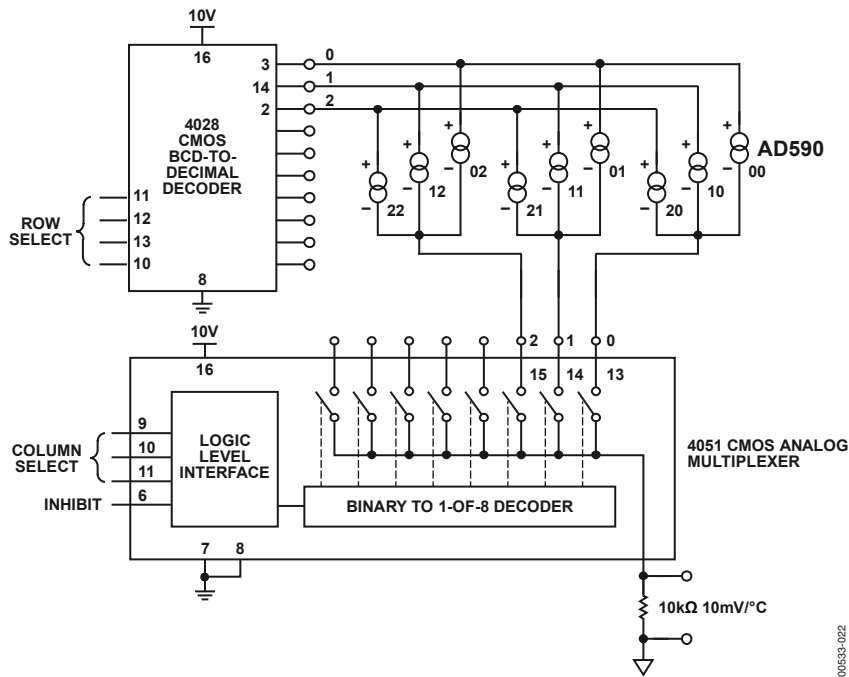 10V
16
3
0
14
1
2
2
4028
CMOS
BCD-TO-
DECIMAL
DECODER
ROW
SELECT
11
12
13
10
8
+
–
22
+
–
12
+
–
02
+
–
21
+
–
11
+
–
01
+
–
20
+
–
10
+
–
00
AD590
10V
16
2
1
0
15
14
13
COLUMN
SELECT
9
10
11
INHIBIT
6
LOGIC
LEVEL
INTERFACE
BINARY TO 1-OF-8 DECODER
4051 CMOS ANALOG
MULTIPLEXER
7
8
10kΩ 10mV/°C
00533-022